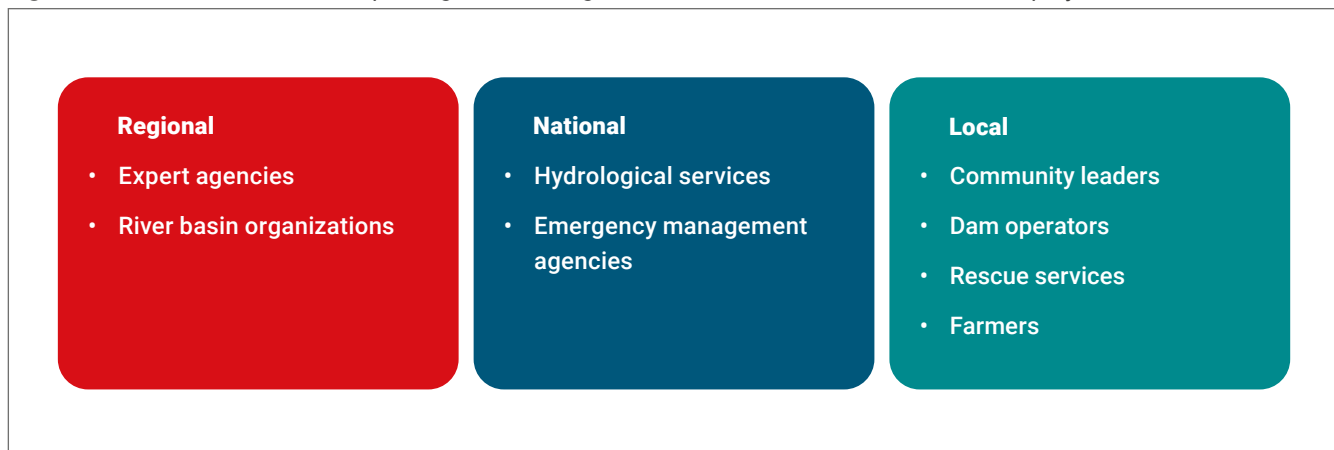 Regional
• Expert agencies
• River basin organizations
National
• Hydrological services
• Emergency management
agencies
Local
• Community leaders
• Dam operators
• Rescue services
• Farmers